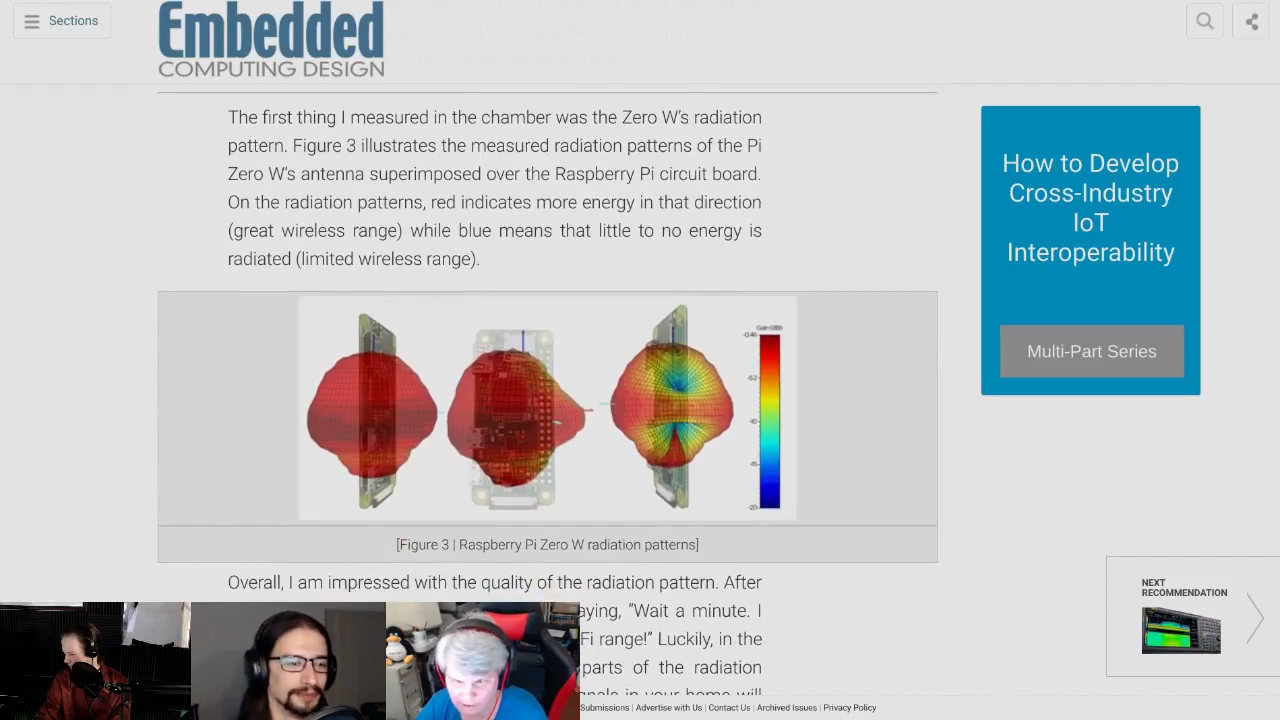 Sections
Embedded
COMPUTING DESIGN
The first thing I measured in the chamber was the Zero W's radiation
pattern. Figure 3 illustrates the measured radiation patterns of the Pi
Zero W's antenna superimposed over the Raspberry Pi circuit board.
On the radiation patterns, red indicates more energy in that direction
(great wireless range) while blue means that little to no energy is
radiated (limited wireless range).
How to Develop
Cross-Industry
IoT
Interoperability
Multi-Part Series
[Figure 3 | Raspberry Pi Zero W radiation patterns]
Overall, I am impressed with the quality of the radiation pattern. After
aying, "Wait a minute. I
Fi range!" Luckily, in the
parts of the radiation
NEXT
RECOMMENDATION
Submissions | Advertise with Us | Contact Us | Archived Issues | Privacy Policy